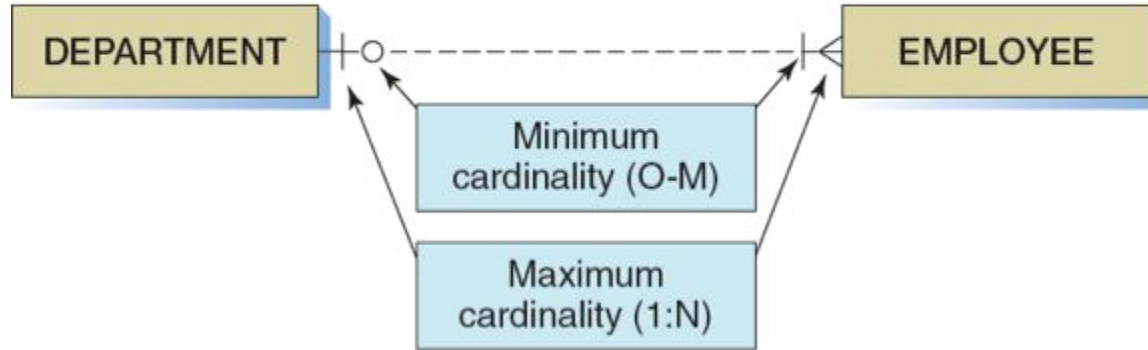 DEPARTMENT
EMPLOYEE
Minimum
cardinality (O-M)
Maximum
cardinality (1:N)